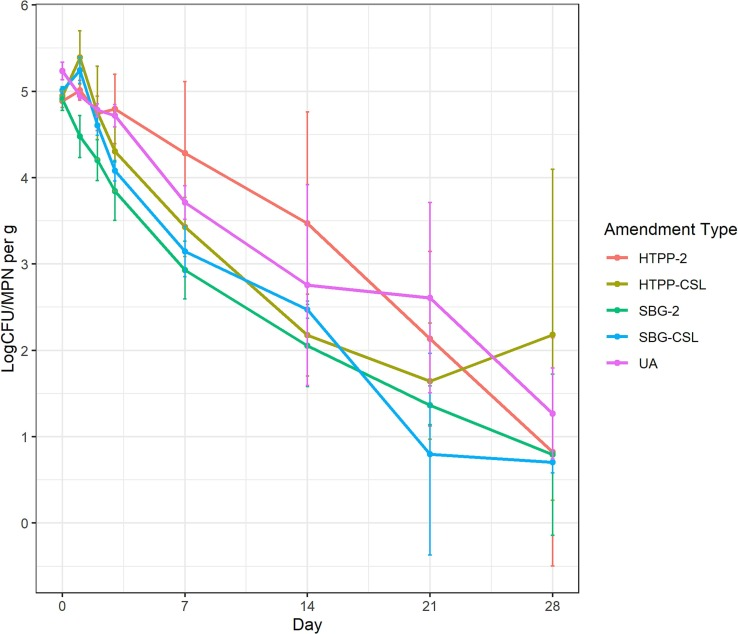 LogCFU/MPN per g
6
5
4
3
2
1
0
0 7 14 21 28
Day
Amendment Type
HTPP-2
HTPP-CSL
SBG-2
SBG-CSL
UA